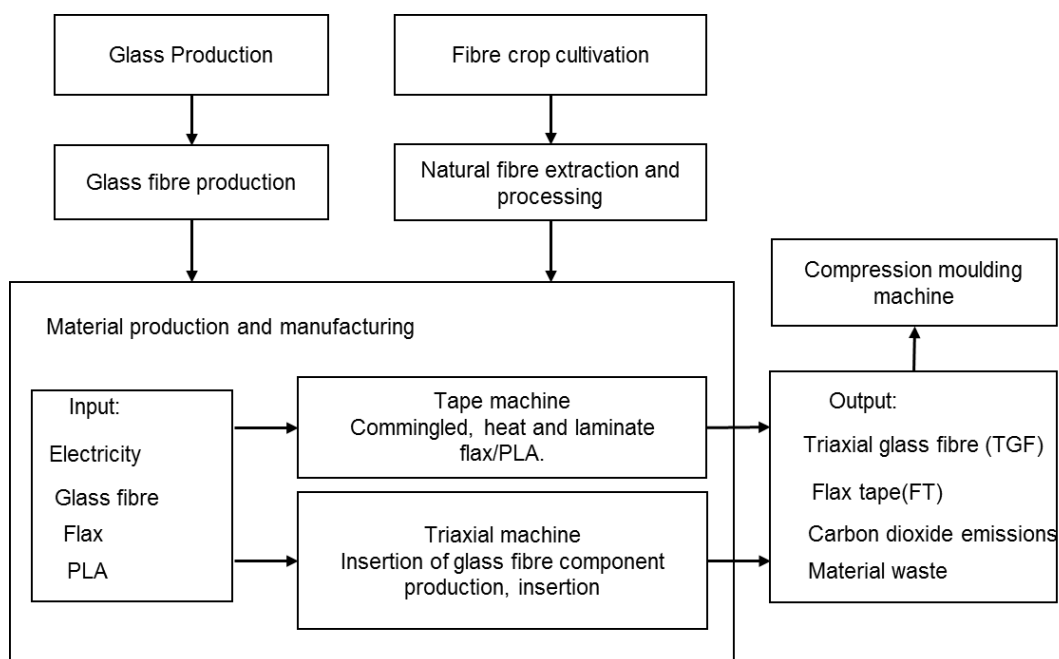 Glass Production
Fibre crop cultivation
Glass fibre production
Natural fibre extraction and
processing
Compression moulding
machine
Material production and manufacturing
Input:
Electricity
Glass fibre
Flax
PLA
Tape machine
Commingled, heat and laminate
flax/PLA.
Triaxial machine
Insertion of glass fibre component
production, insertion
Output:
Triaxial glass fibre (TGF)
Flax tape(FT)
Carbon dioxide emissions
Material waste